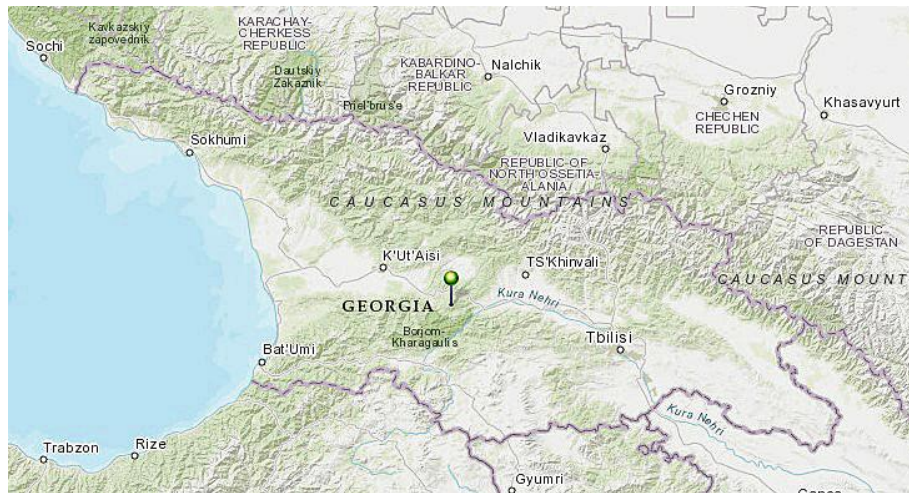 Kavkazskiy
zapovednik
KARACHAY-
CHERKESS
REPUBLIC
Sochi
Dautskiy
Zakaznik
KABARDINO-
BALKAR
REPUBLIC
Nalchik
Priel'brus'e
Grozniy
CHECHEN
REPUBLIC
Khasavyurt
Sokhumi
Vladikavkaz
REPUBLIC OF
NORTH OSSETIA-
ALANIA
CAUCASUS MOUNTAINS
REPUBLIC
OF DAGESTAN
K'Ut'Aisi
TS'Khinvali
CAUCASUS MOUNT
Kura Nehri
GEORGIA
Borjom-
Kharagaulis
Tbilisi
Bat'Umi
Kura Nehri
Trabzon
Rize
Gyumri